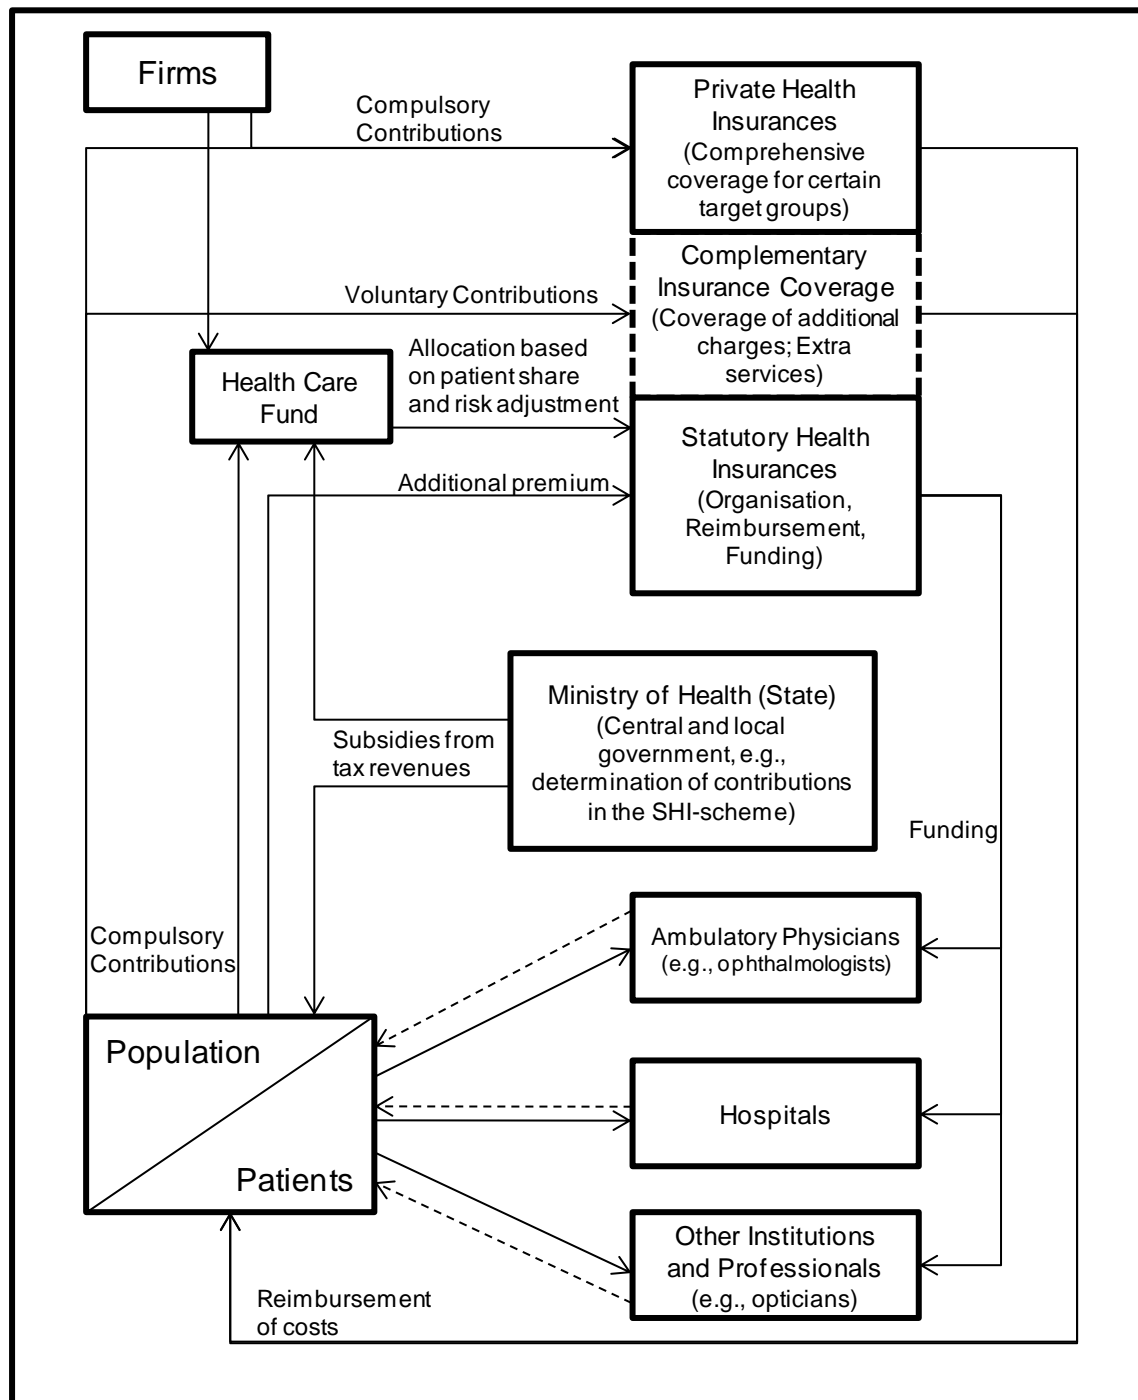 Firms
Compulsory
Contributions
Private Health
Insurances
(Comprehensive
coverage for certain
target groups)
Voluntary Contributions
Complementary
Insurance Coverage
(Coverage of additional
charges; Extra
services)
Health Care
Fund
Allocation based
on patient share
and risk adjustment
Additional premium
Statutory Health
Insurances
(Organisation,
Reimbursement,
Funding)
Ministry of Health (State)
(Central and local
government, e.g.,
determination of contributions
in the SHI-scheme)
Subsidies from
tax revenues
Funding
Compulsory
Contributions
Ambulatory Physicians
(e.g., ophthalmologists)
Population
Patients
Hospitals
Other Institutions
and Professionals
(e.g., opticians)
Reimbursement
of costs